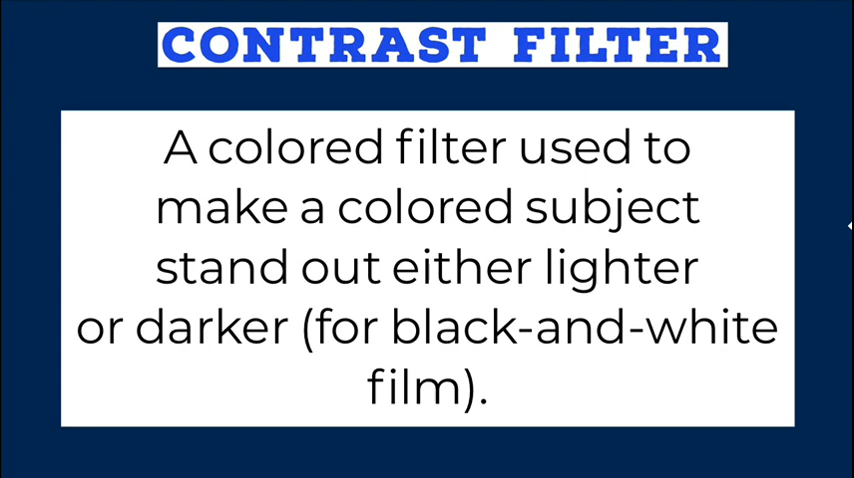 CONTRAST FILTER
A colored filter used to
make a colored subject
stand out either lighter
or darker (for black-and-white
film).